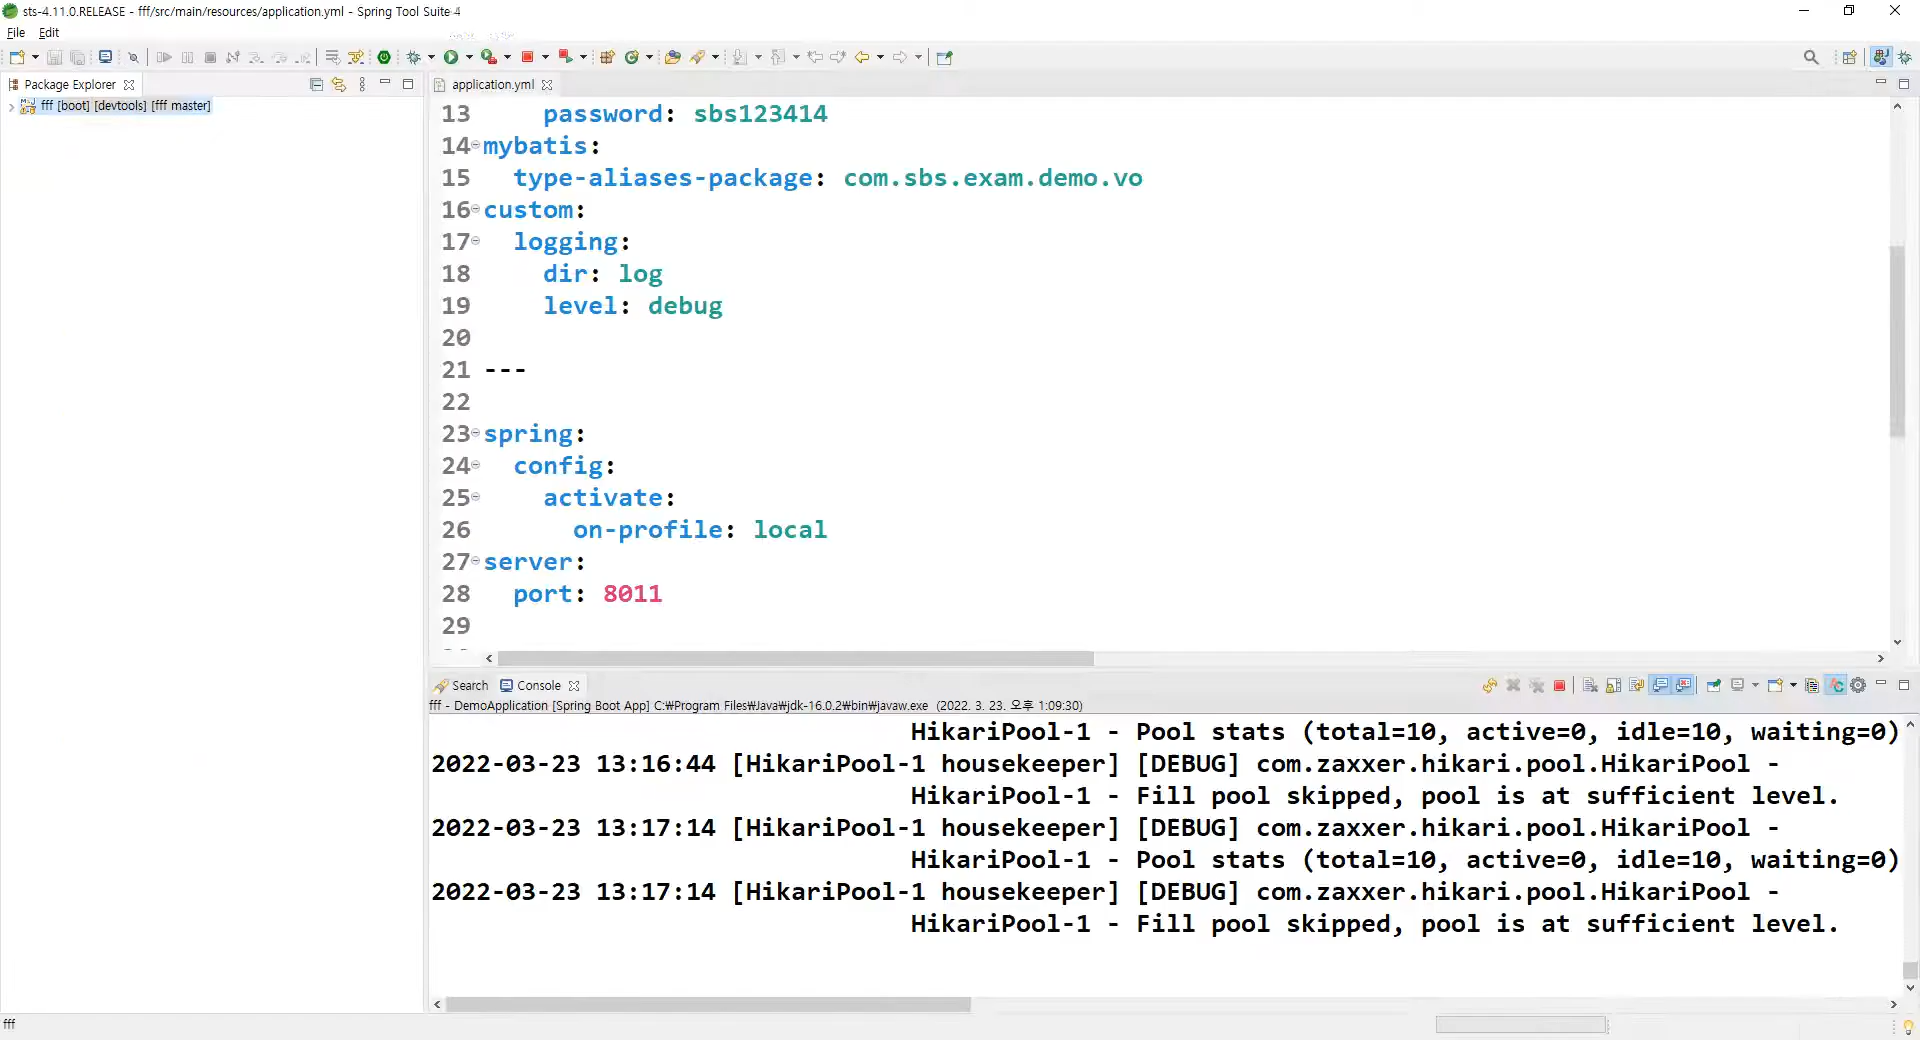 sts-4.11.0.RELEASE - fff/src/main/resources/application.yml - Spring Tool Suite 4
File Edit
Package Explorer
fff [boot] [devtools] [fff master]
application.yml
13 password: sbs123414
14 mybatis:
15 type-aliases-package: com.sbs.exam.demo.vo
16 custom:
17 logging:
18 dir: log
19 level: debug
20
21 ---
22
23 spring:
24 config:
25 activate:
26 on-profile: local
27 server:
28 port: 8011
29
Search Console
fff - DemoApplication [Spring Boot App] C:₩Program Files₩Java₩jdk-16.0.2₩bin₩javaw.exe (2022. 3. 23. 오후 1:09:30)
HikariPool-1 - Pool stats (total=10, active=0, idle=10, waiting=0)
2022-03-23 13:16:44 [HikariPool-1 housekeeper] [DEBUG] com.zaxxer.hikari.pool.HikariPool -
HikariPool-1 - Fill pool skipped, pool is at sufficient level.
2022-03-23 13:17:14 [HikariPool-1 housekeeper] [DEBUG] com.zaxxer.hikari.pool.HikariPool -
HikariPool-1 - Pool stats (total=10, active=0, idle=10, waiting=0)
2022-03-23 13:17:14 [HikariPool-1 housekeeper] [DEBUG] com.zaxxer.hikari.pool.HikariPool -
HikariPool-1 - Fill pool skipped, pool is at sufficient level.
fff